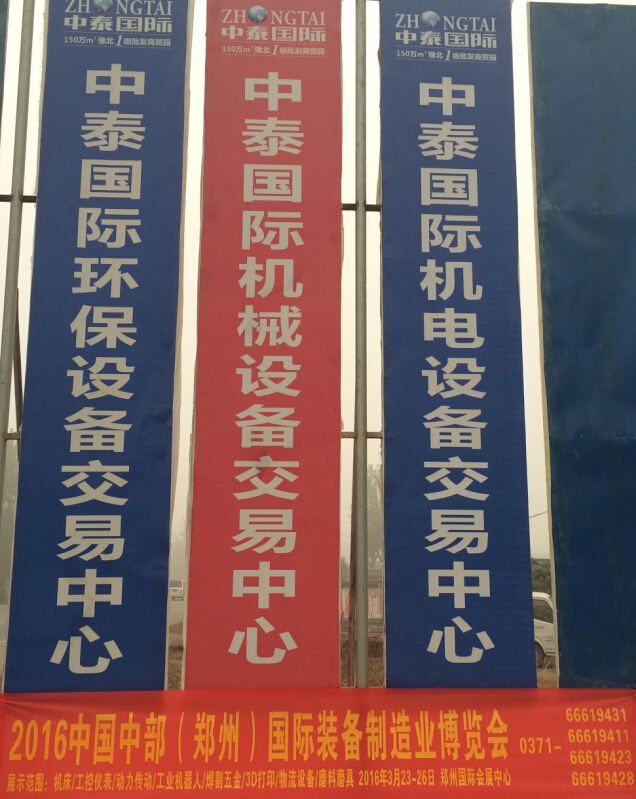 ZHONGTAI
中泰国际
150万m² 豫北1级批发商贸园
中泰国际环保设备交易中心
ZHONGTAI
中泰国际
150万m² 豫北1级批发商贸园
中泰国际机械设备交易中心
ZHONGTAI
中泰国际
150万m² 豫北1级批发商贸园
中泰国际机电设备交易中心
2016中国中部（郑州）国际装备制造业博览会
展示范围：机床/工控仪表/动力传动/工业机器人/焊割五金/3D打印/物流设备/磨料磨具 2016年3月23-26日 郑州国际会展中心
0371-
66619431
66619411
66619423
66619428